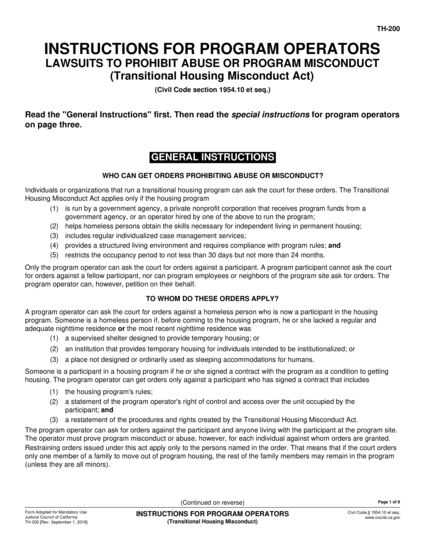 TH-200
INSTRUCTIONS FOR PROGRAM OPERATORS
LAWSUITS TO PROHIBIT ABUSE OR PROGRAM MISCONDUCT
(Transitional Housing Misconduct Act)
(Civil Code section 1954.10 et seq.)
Read the "General Instructions" first. Then read the special instructions for program operators
on page three.
GENERAL INSTRUCTIONS
WHO CAN GET ORDERS PROHIBITING ABUSE OR MISCONDUCT?
Individuals or organizations that run a transitional housing program can ask the court for these orders. The Transitional
Housing Misconduct Act applies only if the housing program
(1) is run by a government agency, a private nonprofit corporation that receives program funds from a
government agency, or an operator hired by one of the above to run the program;
(2) helps homeless persons obtain the skills necessary for independent living in permanent housing;
(3) includes regular individualized case management services;
(4) provides a structured living environment and requires compliance with program rules; and
(5) restricts the occupancy period to not less than 30 days but not more than 24 months.
Only the program operator can ask the court for orders against a participant. A program participant cannot ask the court
for orders against a fellow participant, nor can program employees or neighbors of the program site ask for orders. The
program operator can, however, petition on their behalf.
TO WHOM DO THESE ORDERS APPLY?
A program operator can ask the court for orders against a homeless person who is now a participant in the housing
program. Someone is a homeless person if, before coming to the housing program, he or she lacked a regular and
adequate nighttime residence or the most recent nighttime residence was
(1) a supervised shelter designed to provide temporary housing; or
(2) an institution that provides temporary housing for individuals intended to be institutionalized; or
(3) a place not designed or ordinarily used as sleeping accommodations for humans.
Someone is a participant in a housing program if he or she signed a contract with the program as a condition to getting
housing. The program operator can get orders only against a participant who has signed a contract that includes
(1) the housing program's rules;
(2) a statement of the program operator's right of control and access over the unit occupied by the
participant; and
(3) a restatement of the procedures and rights created by the Transitional Housing Misconduct Act.
The program operator can ask for orders against the participant and anyone living with the participant at the program site.
The operator must prove program misconduct or abuse, however, for each individual against whom orders are granted.
Restraining orders issued under this act apply only to the persons named in the order. That means that if the court orders
only one member of a family to move out of program housing, the rest of the family members may remain in the program
(unless they are all minors).
(Continued on reverse)
Page 1 of 8
Form Adopted for Mandatory Use
Judicial Council of California
TH-200 [Rev. September 1, 2018]
INSTRUCTIONS FOR PROGRAM OPERATORS
(Transitional Housing Misconduct)
Civil Code,§ 1954.10 et seq.
www.courts.ca.gov